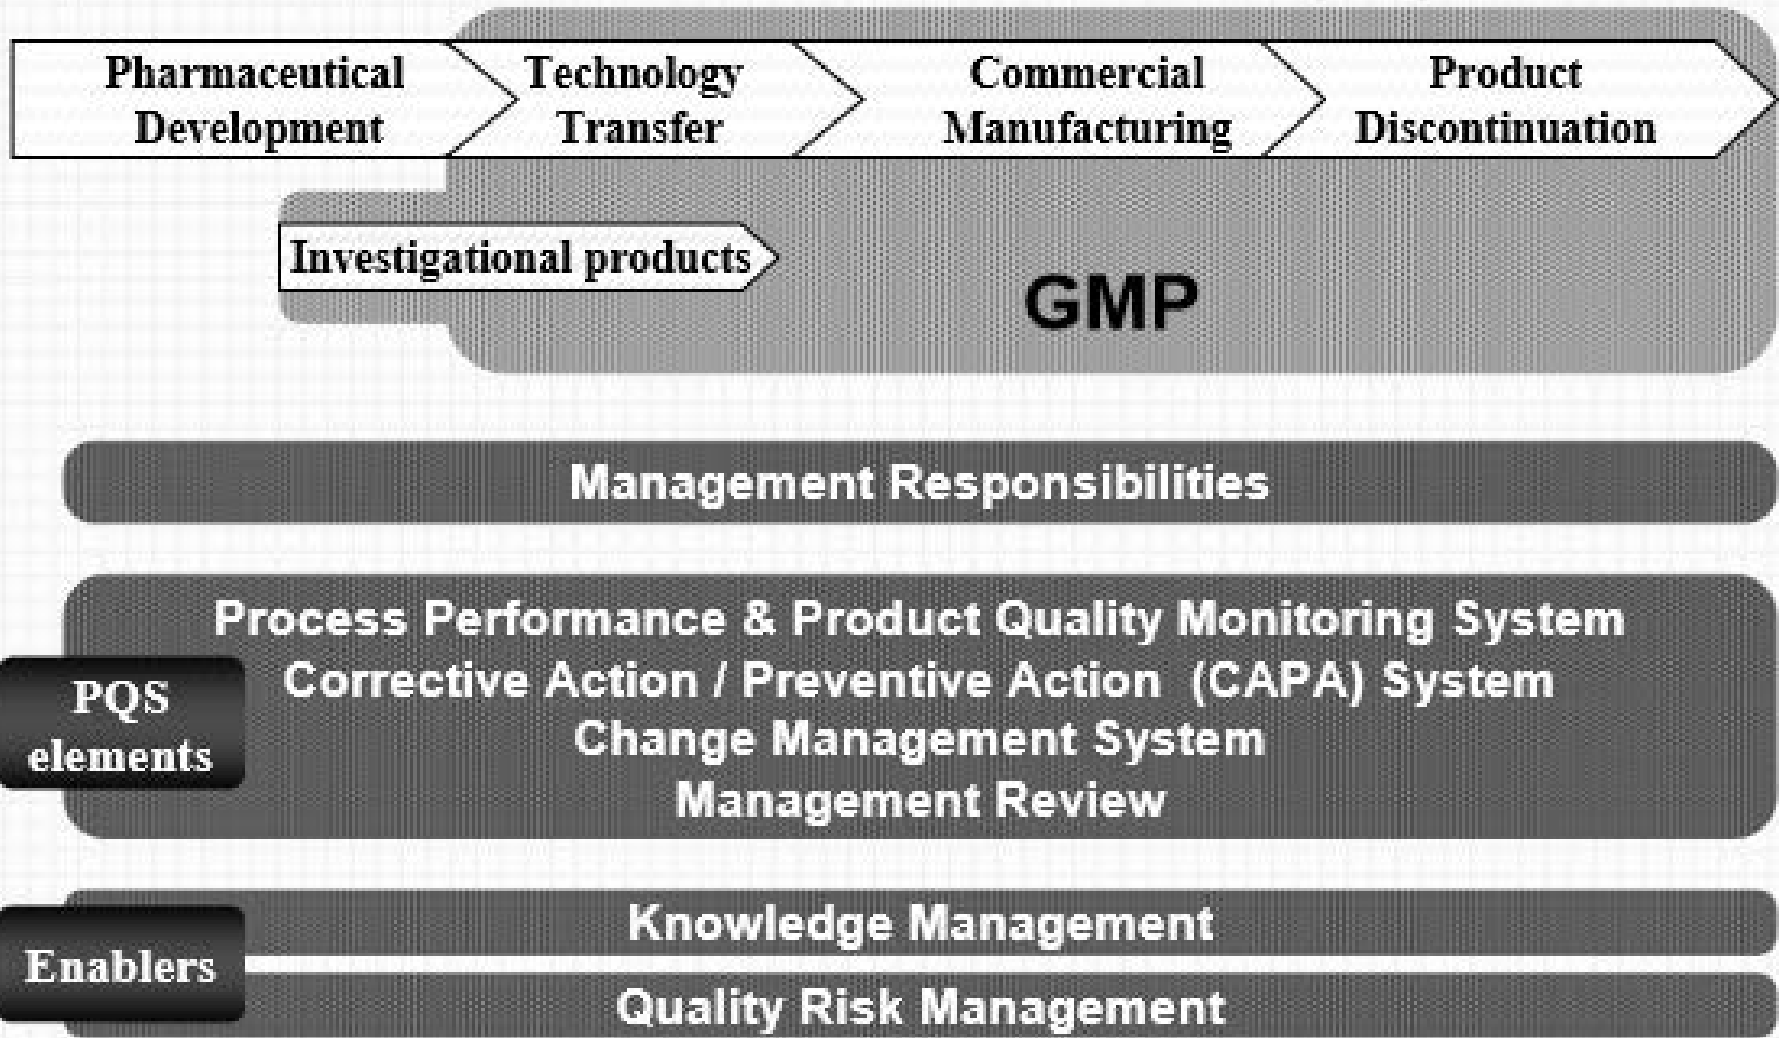 Pharmaceutical
Development
Technology
Transfer
Commercial
Manufacturing
Product
Discontinuation
Investigational products
GMP
Management Responsibilities
PQS
elements
Process Performance & Product Quality Monitoring System
Corrective Action / Preventive Action (CAPA) System
Change Management System
Management Review
Enablers
Knowledge Management
Quality Risk Management